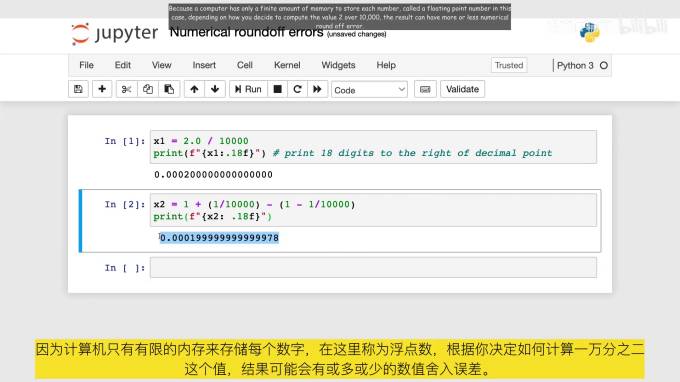 Because a computer has only a finite amount of memory to store each number, called a floating point number in this
case, depending on how you decide to compute the value 2 over 10,000, the result can have more or less numerical
round off error.
jupyter Numerical roundoff errors (unsaved changes)
bilibili
File Edit View Insert Cell Kernel Widgets Help Trusted Python 3
Run Code Validate
In [1]: x1 = 2.0 / 10000
print(f"{x1:.18f}") # print 18 digits to the right of decimal point
0.000200000000000000
In [2]: x2 = 1 + (1/10000) - (1 - 1/10000)
print(f"{x2: .18f}")
0.000199999999999978
In [ ]:
因为计算机只有有限的内存来存储每个数字，在这里称为浮点数，根据你决定如何计算一万分之二
这个值，结果可能会有或多或少的数值舍入误差。